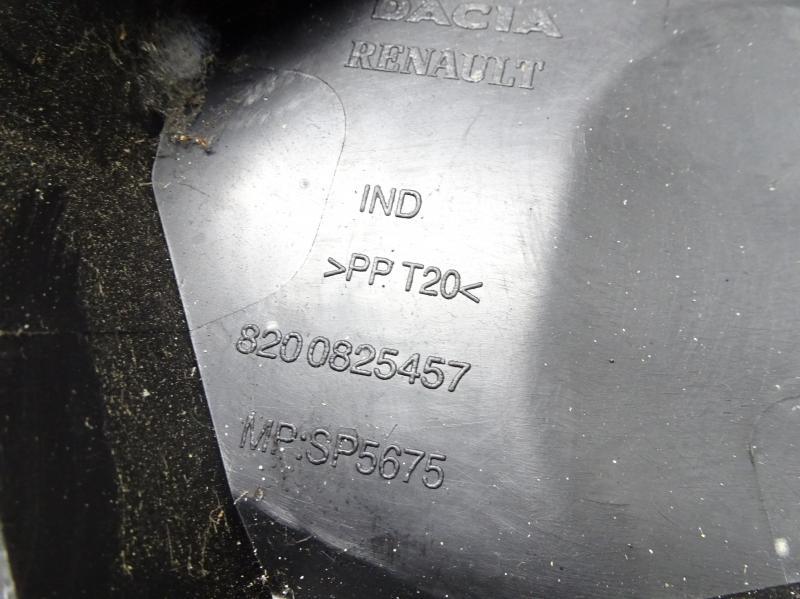 DACIA
RENAULT
IND
>PP T20<
820 0825457
MP:SP5675